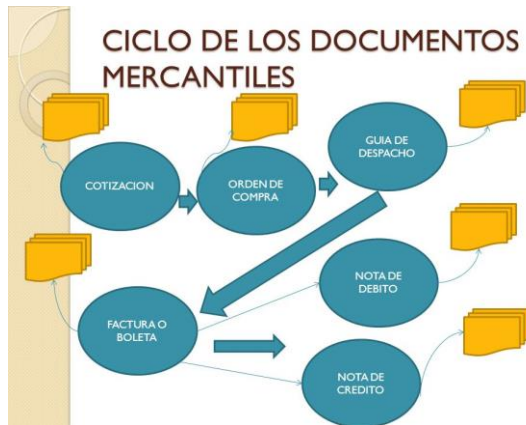 CICLO DE LOS DOCUMENTOS
MERCANTILES
COTIZACION
ORDEN DE
COMPRA
GUIA DE
DESPACHO
FACTURA O
BOLETA
NOTA DE
DEBITO
NOTA DE
CREDITO